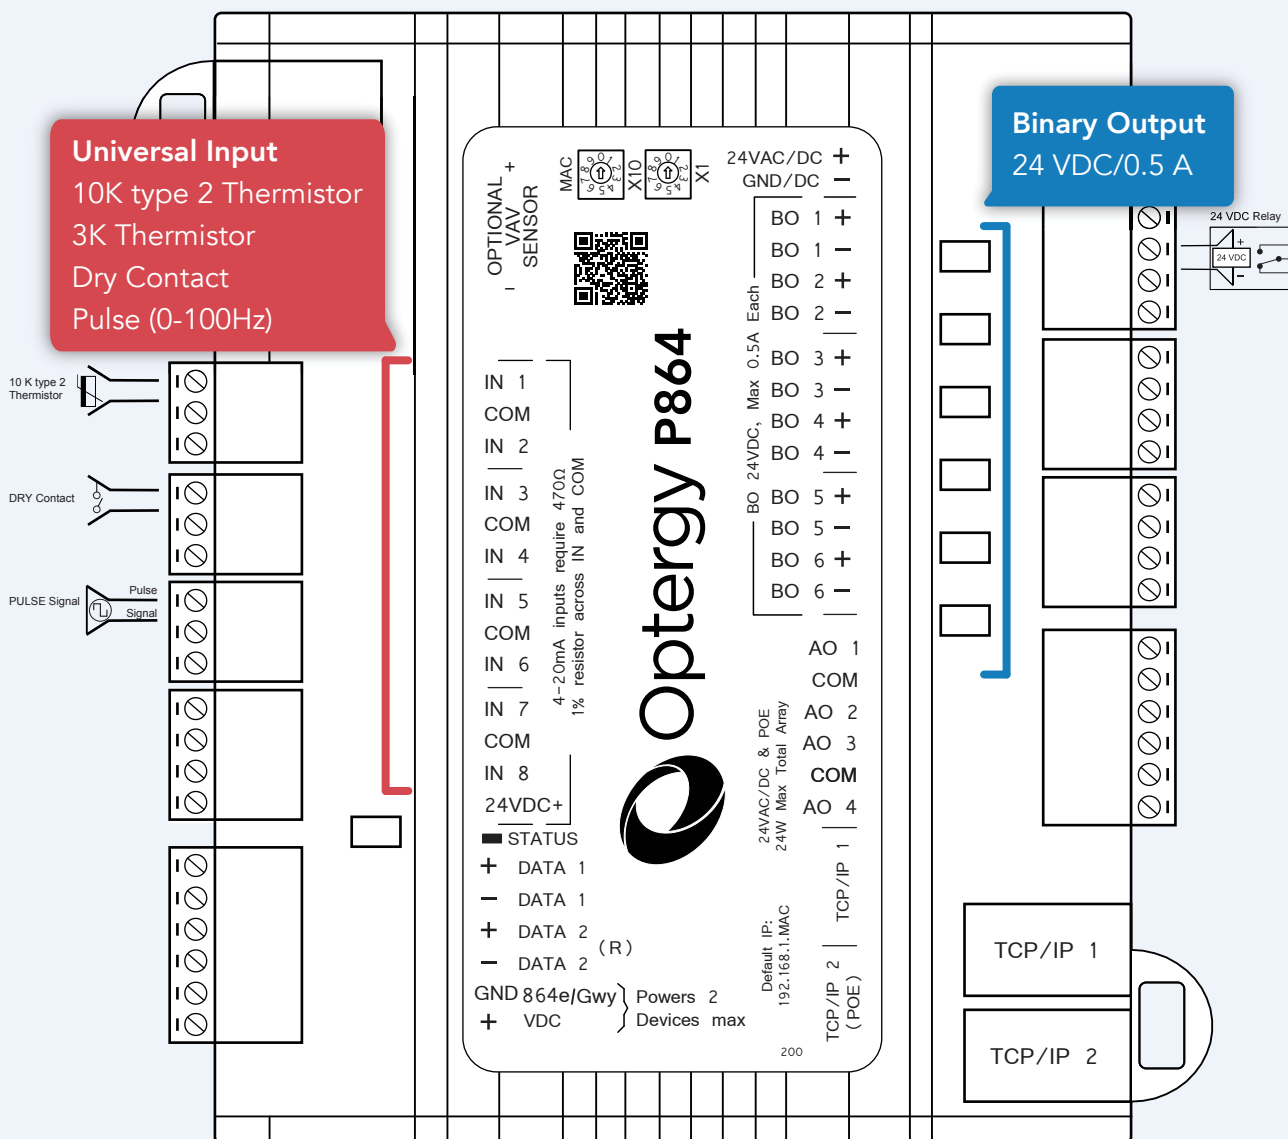 Universal Input
10K type 2 Thermistor
3K Thermistor
Dry Contact
Pulse (0-100Hz)
Binary Output
24 VDC/0.5 A
10 K type 2
Thermistor
DRY Contact
PULSE Signal
Pulse
Signal
24 VDC Relay
+
24 VDC
−
OPTIONAL
VAV
SENSOR
+
−
MAC
X10
X1
24VAC/DC +
GND/DC −
BO 1 +
BO 1 −
BO 2 +
BO 2 −
BO 3 +
BO 3 −
BO 4 +
BO 4 −
BO 5 +
BO 5 −
BO 6 +
BO 6 −
BO 24VDC, Max 0.5A Each
IN 1
COM
IN 2
IN 3
COM
IN 4
IN 5
COM
IN 6
IN 7
COM
IN 8
24VDC+
4-20mA inputs require 470Ω
1% resistor across IN and COM
Optergy P864
AO 1
COM
AO 2
AO 3
COM
AO 4
24VAC/DC & POE
24W Max Total Array
STATUS
+ DATA 1
− DATA 1
+ DATA 2
− DATA 2
(R)
GND 864e/Gwy
+ VDC
Powers 2
Devices max
Default IP:
192.168.1.MAC
TCP/IP 1
TCP/IP 2
(POE)
200
TCP/IP 1
TCP/IP 2